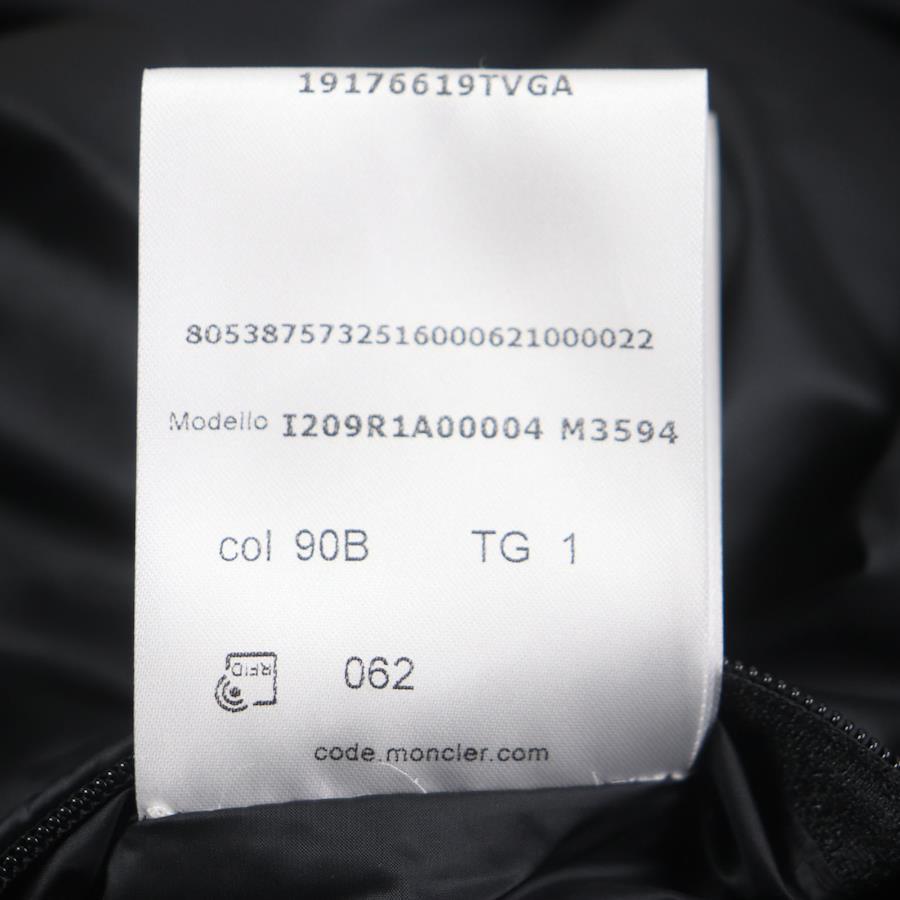 19176619TVGA
8053875732516000621000022
Modello I209R1A00004 M3594
col 90B TG 1
RFID 062
code.moncler.com